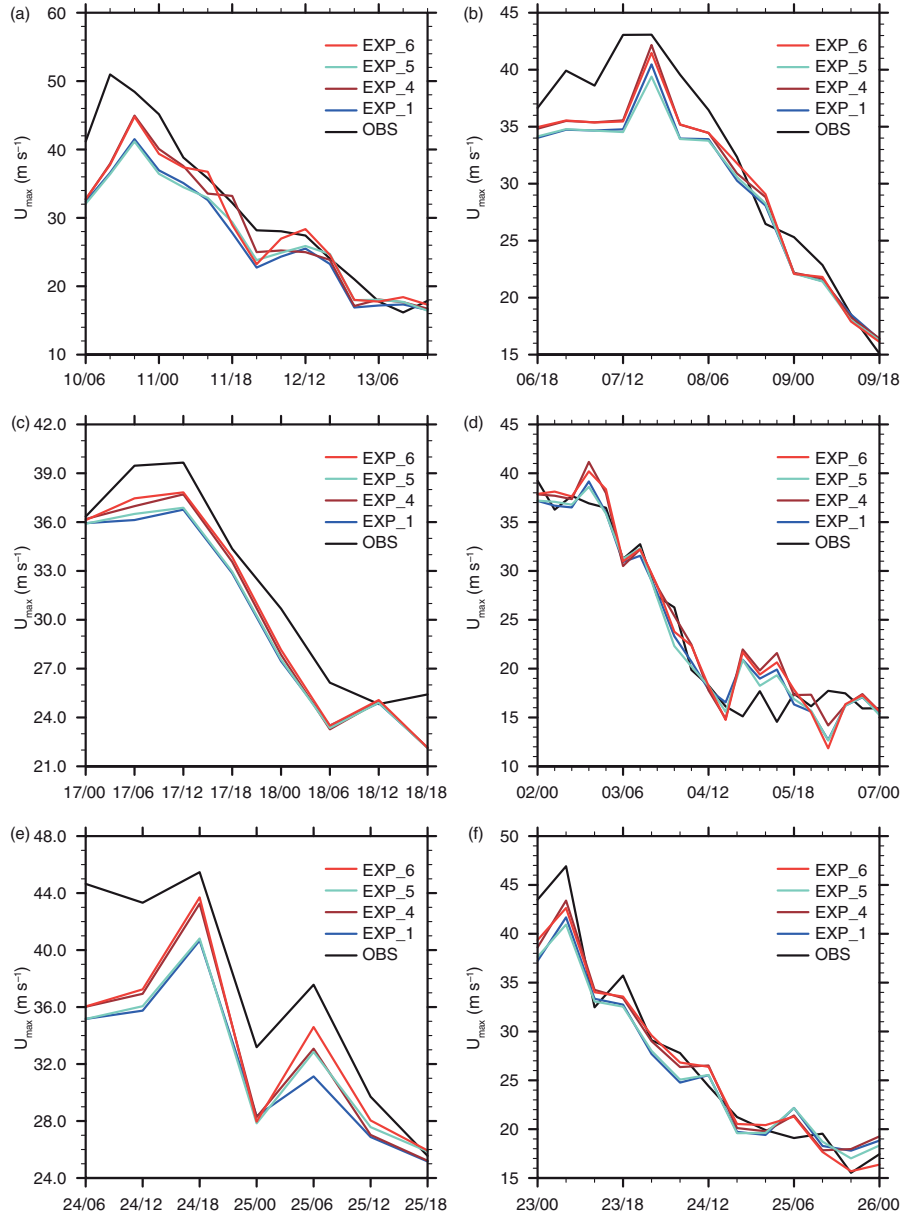 (a)
60
50
40
30
20
10
U_max (m s⁻¹)
EXP_6
EXP_5
EXP_4
EXP_1
OBS
10/06 11/00 11/18 12/12 13/06
(b)
45
40
35
30
25
20
15
U_max (m s⁻¹)
EXP_6
EXP_5
EXP_4
EXP_1
OBS
06/18 07/12 08/06 09/00 09/18
(c)
42.0
39.0
36.0
33.0
30.0
27.0
24.0
21.0
U_max (m s⁻¹)
EXP_6
EXP_5
EXP_4
EXP_1
OBS
17/00 17/06 17/12 17/18 18/00 18/06 18/12 18/18
(d)
45
40
35
30
25
20
15
10
U_max (m s⁻¹)
EXP_6
EXP_5
EXP_4
EXP_1
OBS
02/00 03/06 04/12 05/18 07/00
(e)
48.0
44.0
40.0
36.0
32.0
28.0
24.0
U_max (m s⁻¹)
EXP_6
EXP_5
EXP_4
EXP_1
OBS
24/06 24/12 24/18 25/00 25/06 25/12 25/18
(f)
50
45
40
35
30
25
20
15
U_max (m s⁻¹)
EXP_6
EXP_5
EXP_4
EXP_1
OBS
23/00 23/18 24/12 25/06 26/00